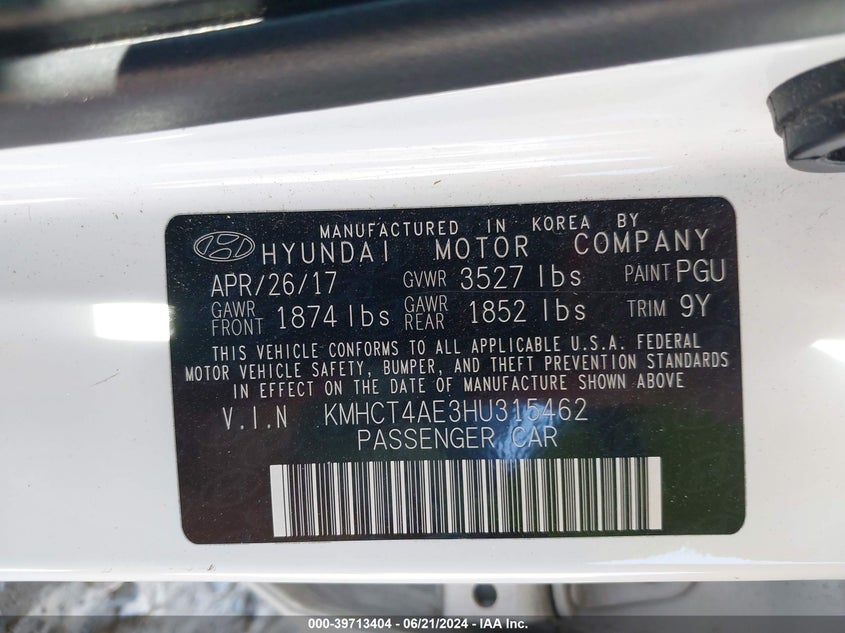 MANUFACTURED IN KOREA BY
HYUNDAI MOTOR COMPANY
APR/26/17 GVWR 3527 lbs PAINT PGU
GAWR FRONT 1874 lbs GAWR REAR 1852 lbs TRIM 9Y
THIS VEHICLE CONFORMS TO ALL APPLICABLE U.S.A. FEDERAL
MOTOR VEHICLE SAFETY, BUMPER, AND THEFT PREVENTION STANDARDS
IN EFFECT ON THE DATE OF MANUFACTURE SHOWN ABOVE
V.I.N KMHCT4AE3HU315462
PASSENGER CAR
000-39713404 - 06/21/2024 - IAAI.com